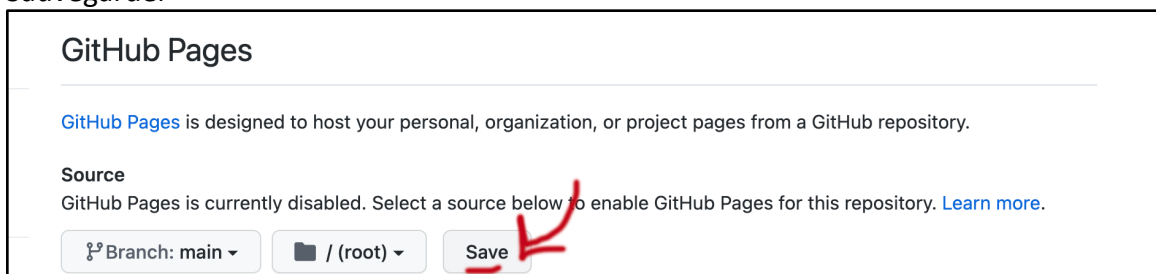 Sauvegarder
GitHub Pages
GitHub Pages is designed to host your personal, organization, or project pages from a GitHub repository.
Source
GitHub Pages is currently disabled. Select a source below to enable GitHub Pages for this repository. Learn more.
Branch: main / (root) Save